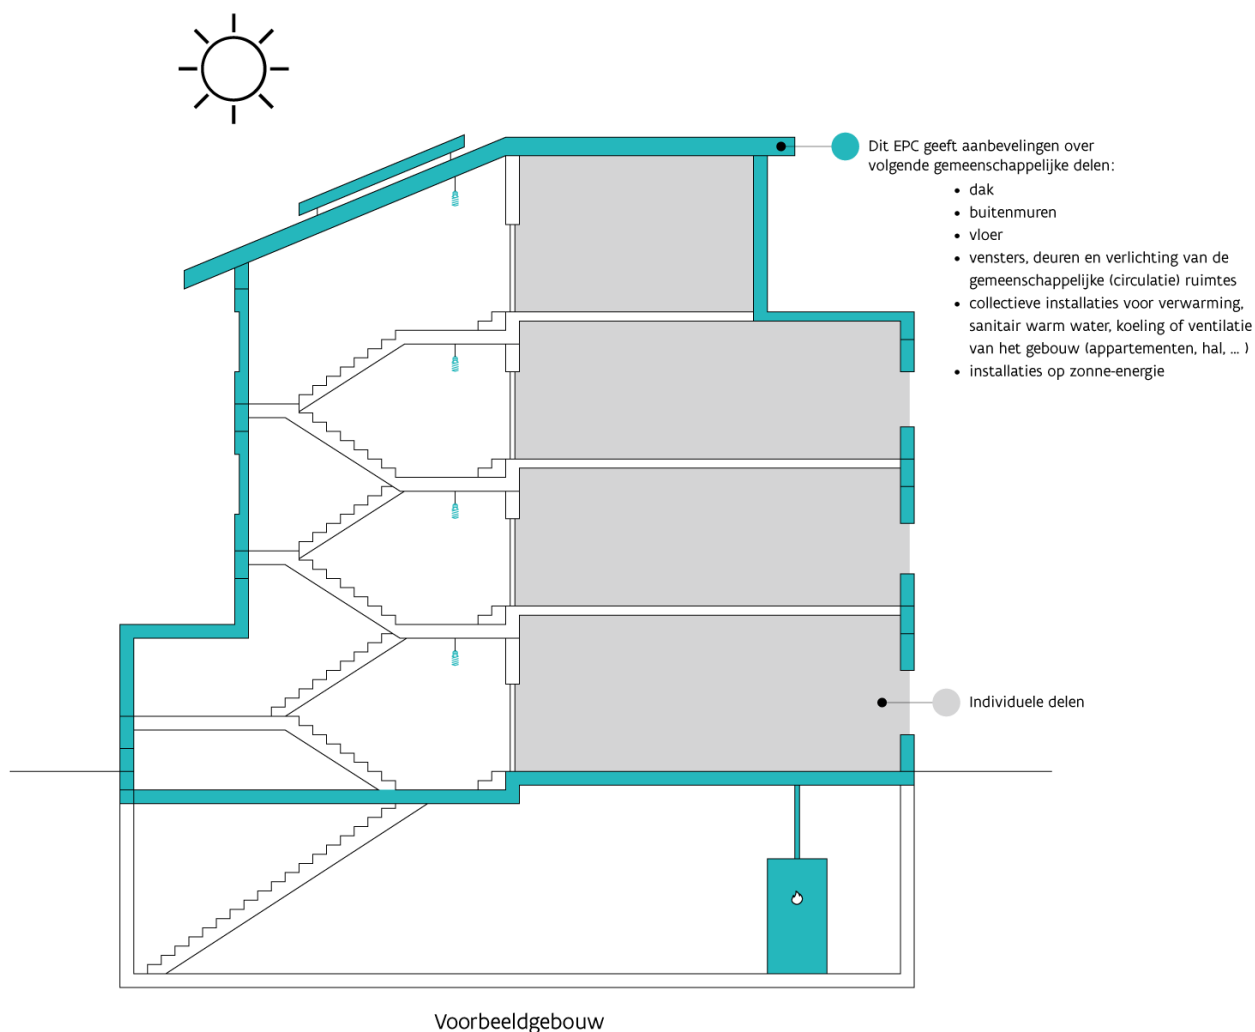 Dit EPC geeft aanbevelingen over
volgende gemeenschappelijke delen:
• dak
• buitenmuren
• vloer
• vensters, deuren en verlichting van de
gemeenschappelijke (circulatie) ruimtes
• collectieve installaties voor verwarming,
sanitair warm water, koeling of ventilatie
van het gebouw (appartementen, hal, ... )
• installaties op zonne-energie
Individuele delen
Voorbeeldgebouw